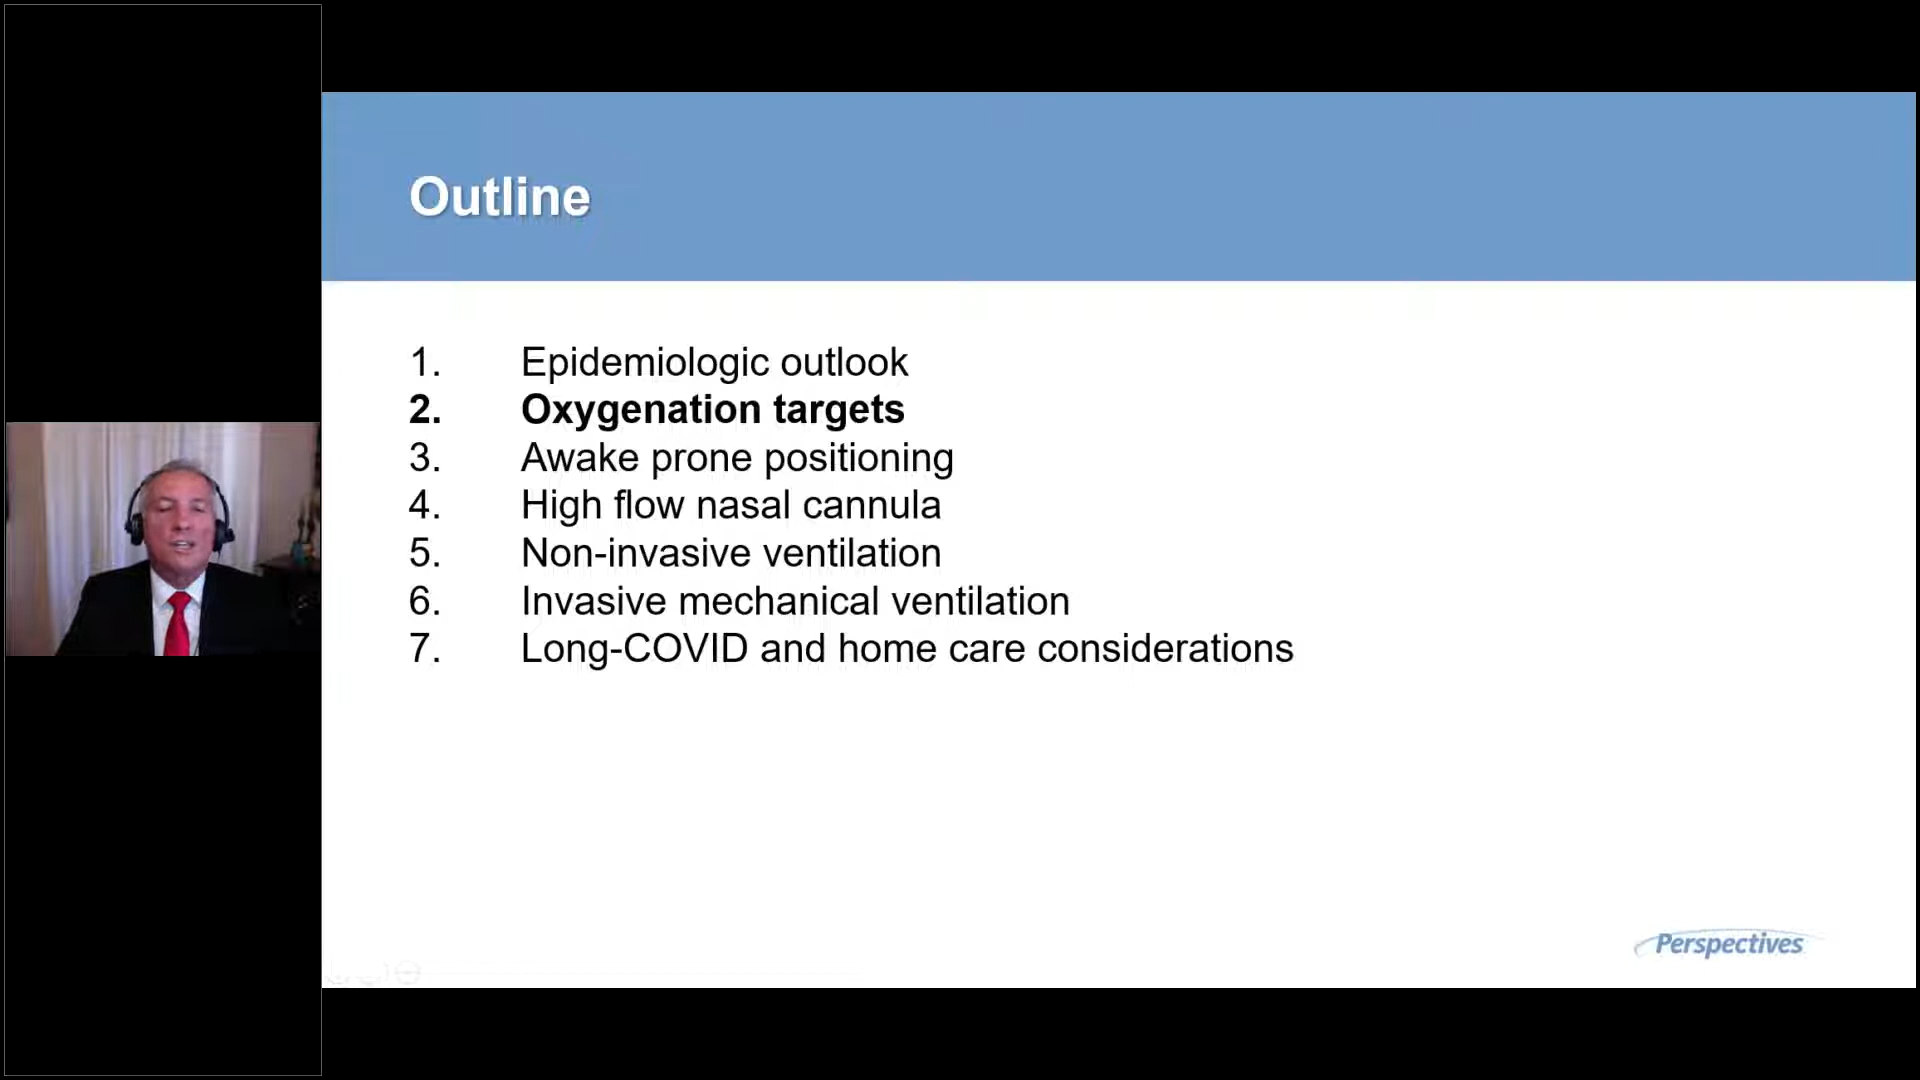 Outline
1. Epidemiologic outlook
2. Oxygenation targets
3. Awake prone positioning
4. High flow nasal cannula
5. Non-invasive ventilation
6. Invasive mechanical ventilation
7. Long-COVID and home care considerations
Perspectives